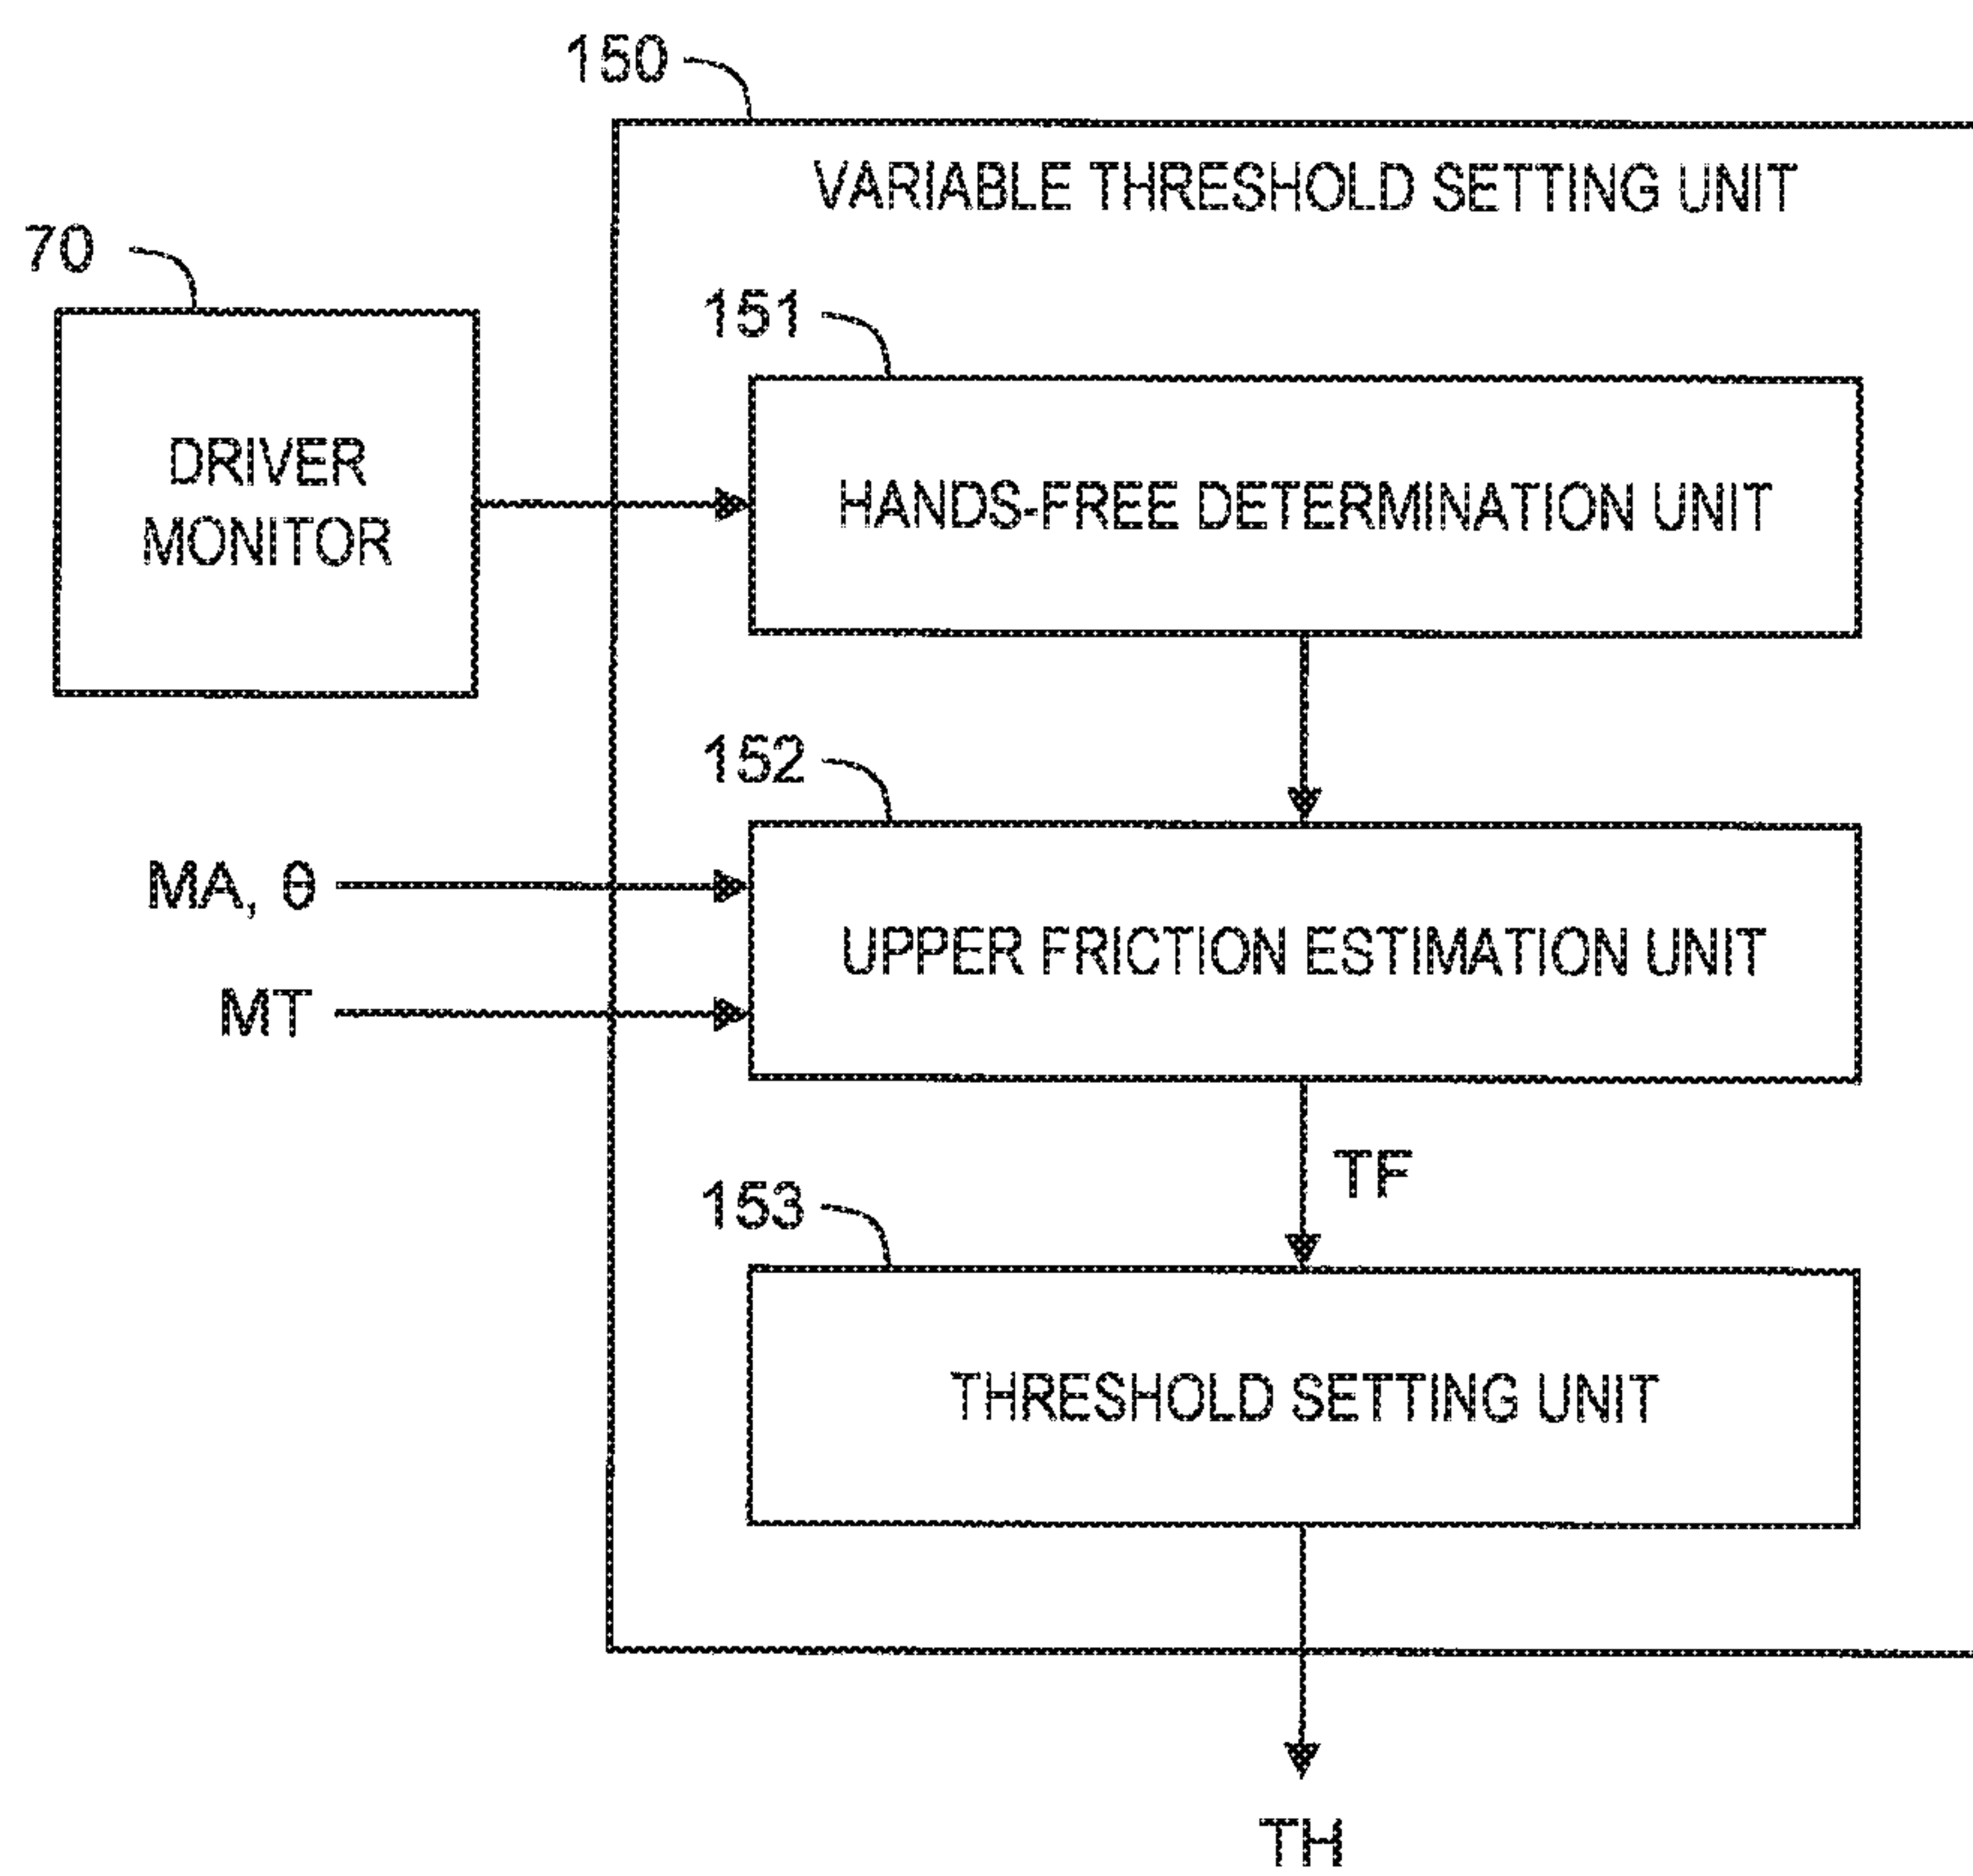 150
VARIABLE THRESHOLD SETTING UNIT
70
DRIVER
MONITOR
151
HANDS-FREE DETERMINATION UNIT
152
MA, θ
MT
UPPER FRICTION ESTIMATION UNIT
TF
153
THRESHOLD SETTING UNIT
TH